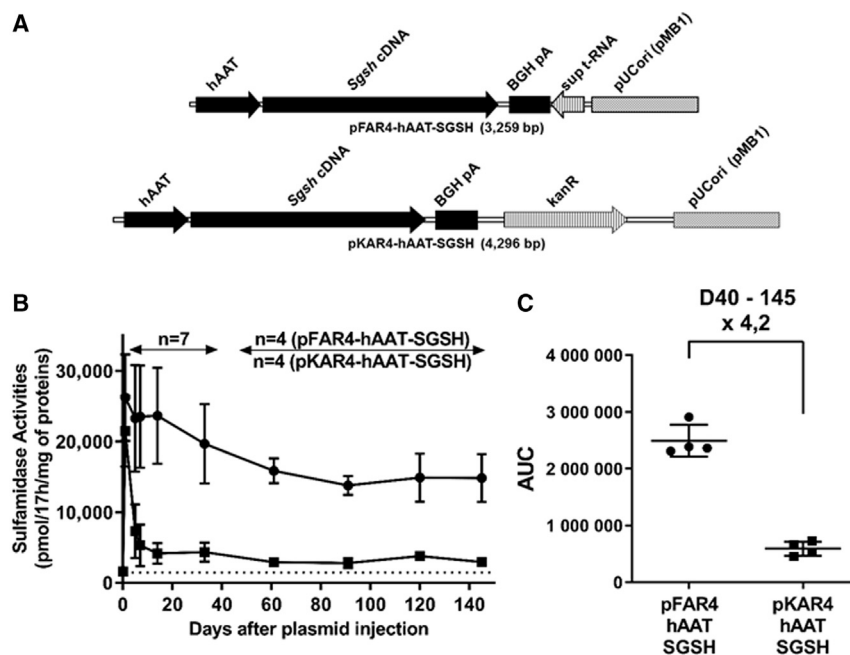 A
hAAT
Sgsh cDNA
BGH pA
sup t-RNA
pUCori (pMB1)
pFAR4-hAAT-SGSH (3,259 bp)
hAAT
Sgsh cDNA
BGH pA
kanR
pUCori (pMB1)
pKAR4-hAAT-SGSH (4,296 bp)
B
n=7
n=4 (pFAR4-hAAT-SGSH)
n=4 (pKAR4-hAAT-SGSH)
Sulfamidase Activities
(pmol/17h/mg of proteins)
30,000
20,000
10,000
0
0 20 40 60 80 100 120 140
Days after plasmid injection
C
D40 - 145
x 4,2
AUC
4 000 000
3 000 000
2 000 000
1 000 000
0
pFAR4 pKAR4
hAAT hAAT
SGSH SGSH